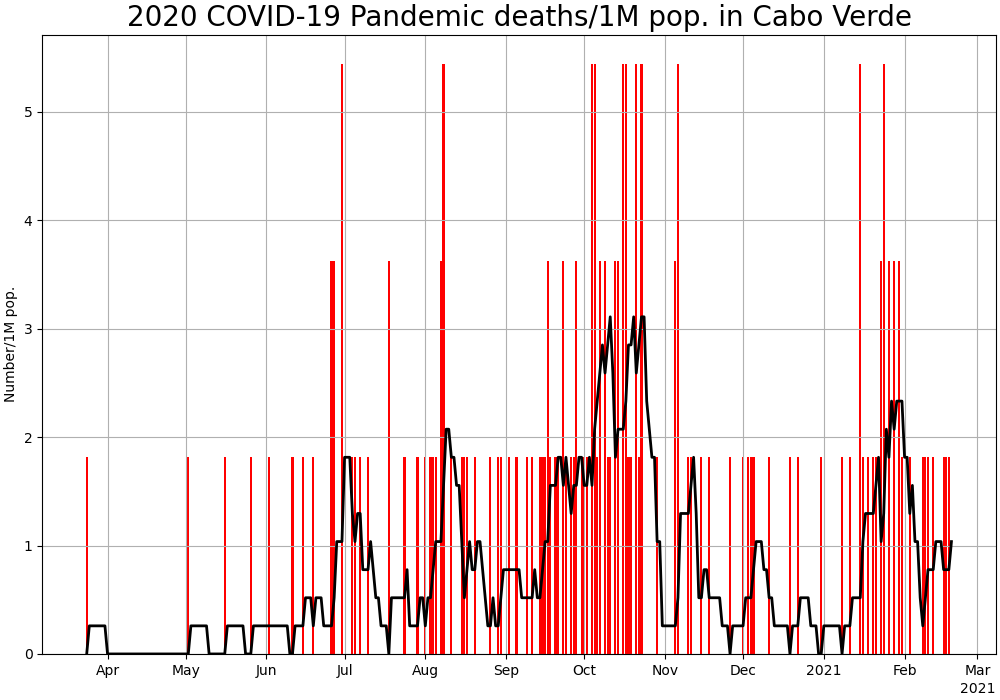 2020 COVID-19 Pandemic deaths/1M pop. in Cabo Verde
Number/1M pop.
5
4
3
2
1
0
Apr May Jun Jul Aug Sep Oct Nov Dec 2021 Feb Mar
2021